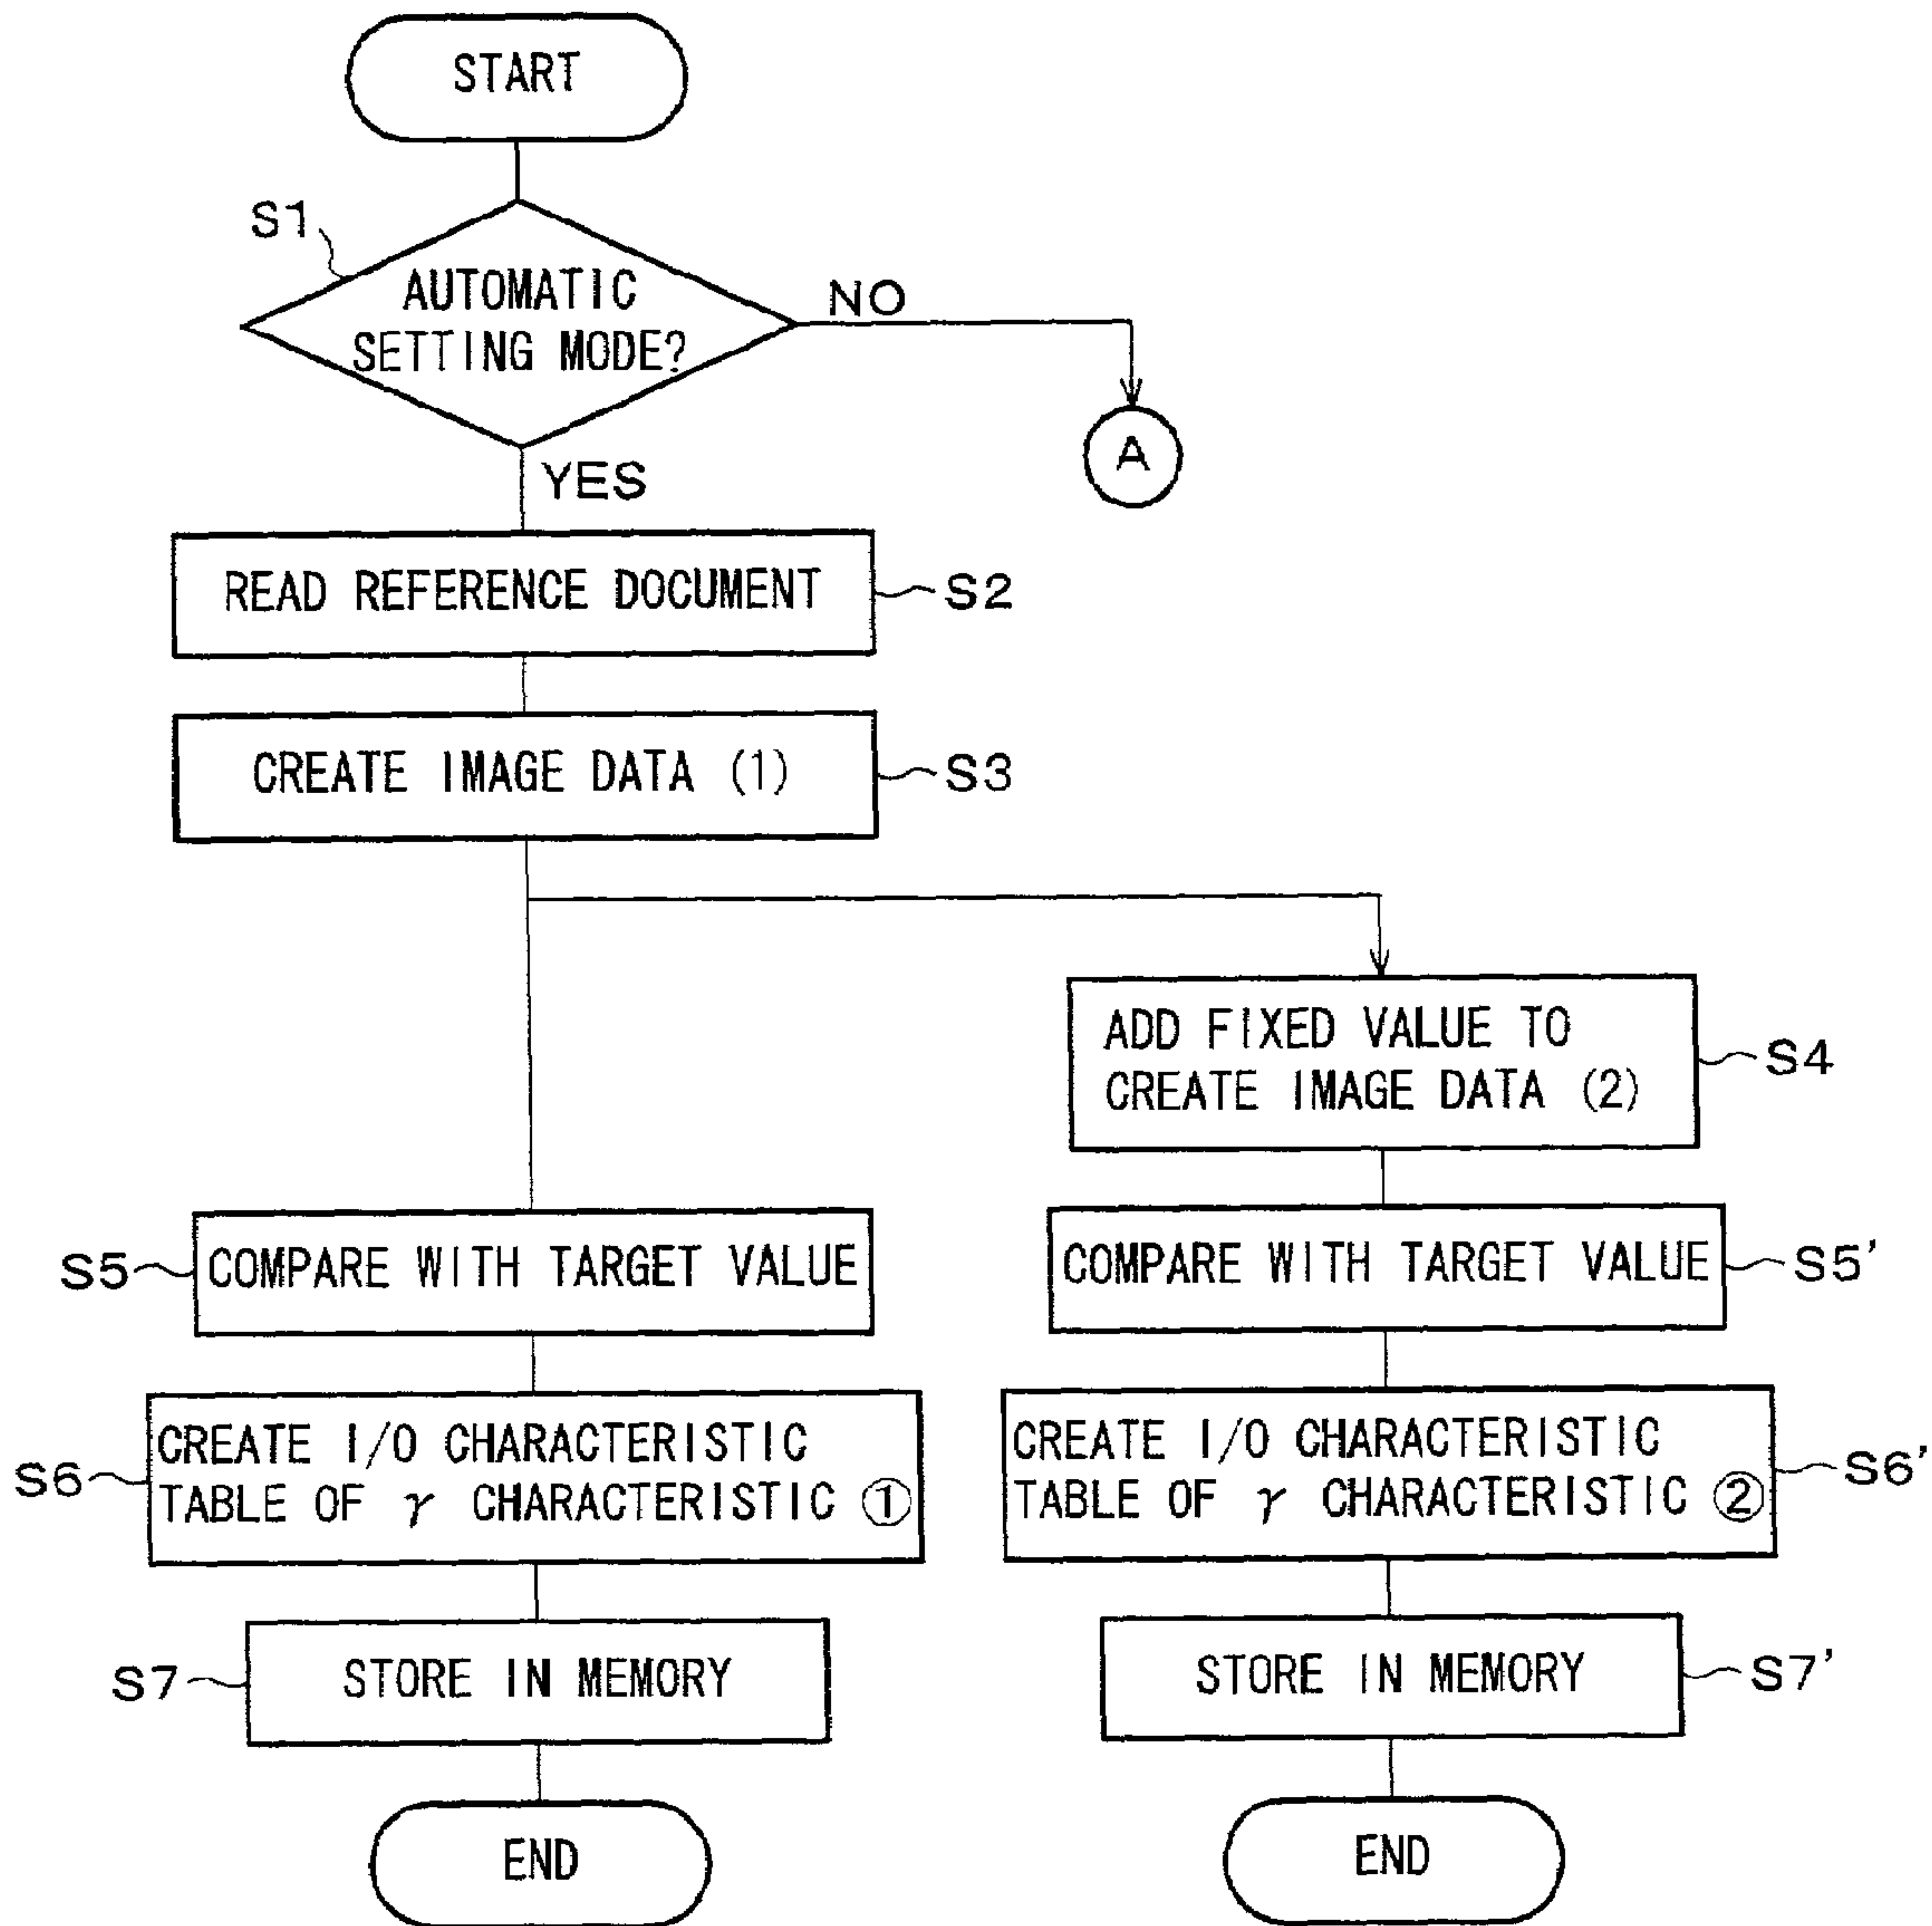 START
S1
AUTOMATIC
SETTING MODE?
NO
A
YES
READ REFERENCE DOCUMENT
S2
CREATE IMAGE DATA (1)
S3
ADD FIXED VALUE TO
CREATE IMAGE DATA (2)
S4
S5
COMPARE WITH TARGET VALUE
COMPARE WITH TARGET VALUE
S5'
S6
CREATE I/O CHARACTERISTIC
TABLE OF γ CHARACTERISTIC ①
CREATE I/O CHARACTERISTIC
TABLE OF γ CHARACTERISTIC ②
S6'
S7
STORE IN MEMORY
STORE IN MEMORY
S7'
END
END